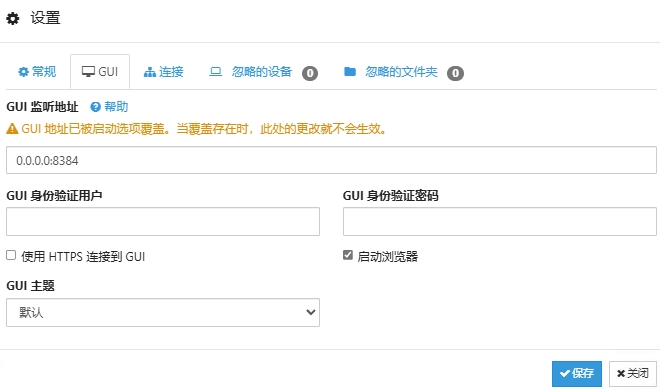 设置
常规 GUI 连接 忽略的设备 0 忽略的文件夹 0
GUI 监听地址 帮助
GUI 地址已被启动选项覆盖。当覆盖存在时，此处的更改就不会生效。
0.0.0.0:8384
GUI 身份验证用户 GUI 身份验证密码
使用 HTTPS 连接到 GUI 启动浏览器
GUI 主题
默认
保存 关闭